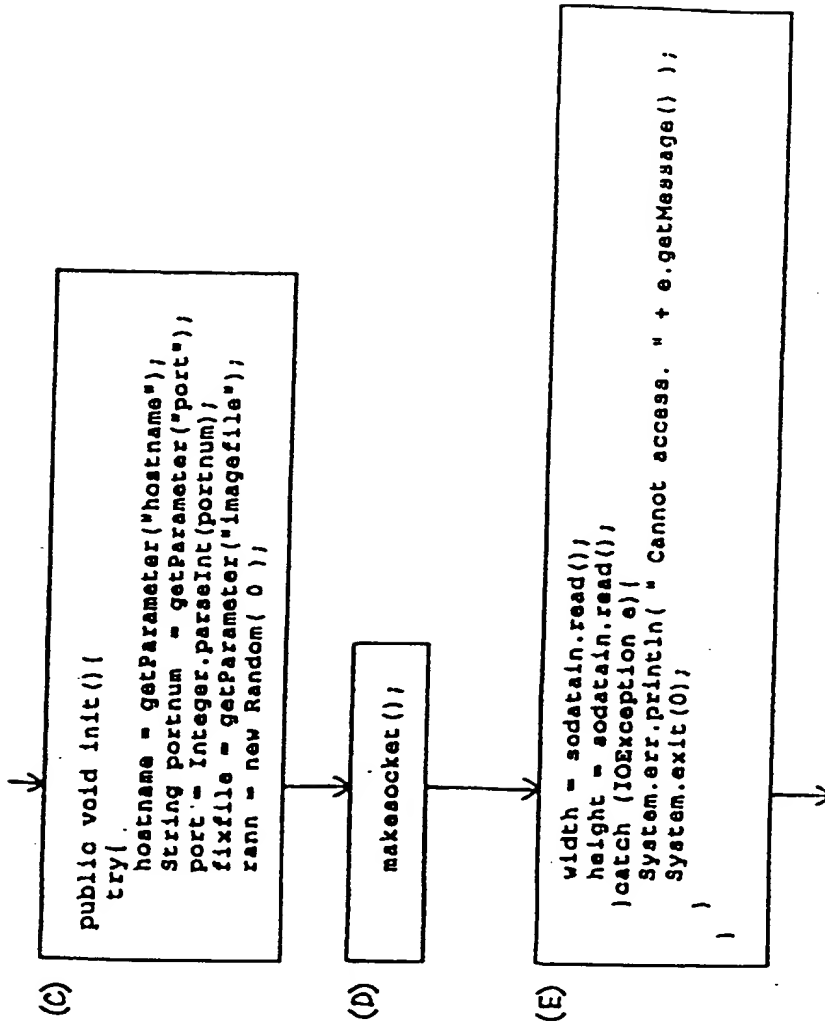 (C)
public void init(){
try{
hostname = getParameter("hostname");
String portnum = getParameter("port");
port = Integer.parseInt(portnum);
fixfile = getParameter("imagefile");
rann = new Random( 0 );
(D)
makesocket();
(E)
width = sodatain.read();
height = sodatain.read();
}catch (IOException e){
System.err.println( " Cannot access. " + e.getMessage() );
System.exit(0);
}
}